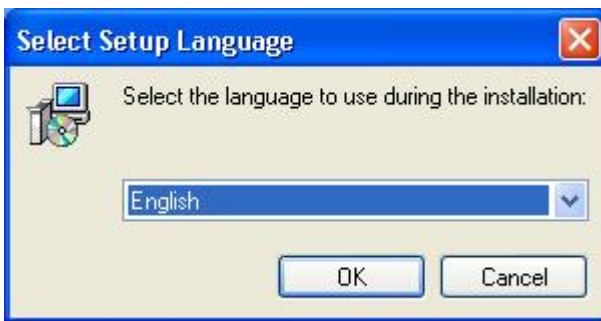 Select Setup Language
Select the language to use during the installation:
English
OK
Cancel